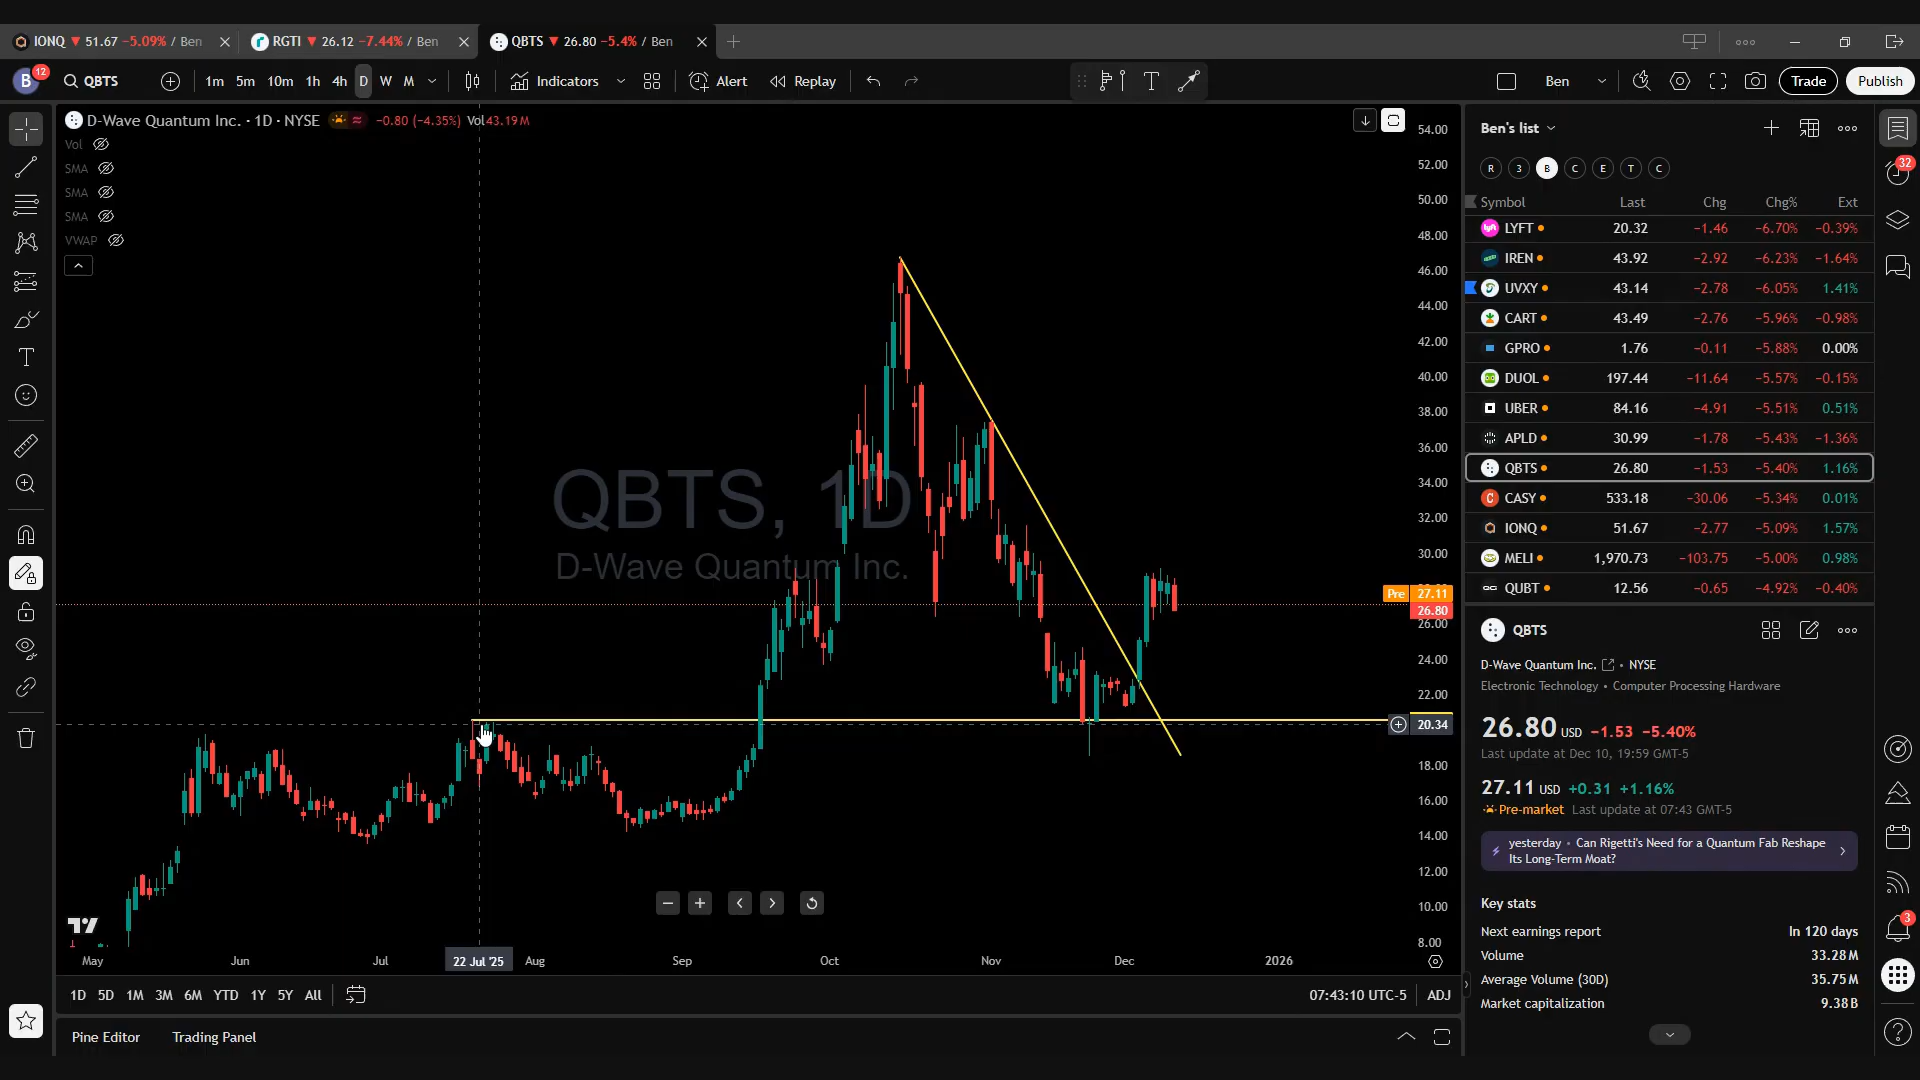 IONQ ▼ 51.67 −5.09% / Ben
RGTI ▼ 26.12 −7.44% / Ben
QBTS ▼ 26.80 −5.4% / Ben
B 12 QBTS 1m 5m 10m 1h 4h D W M Indicators Alert Replay T Ben Trade Publish
D-Wave Quantum Inc. · 1D · NYSE −0.80 (−4.35%) Vol 43.19 M
Vol
SMA
SMA
SMA
VWAP
QBTS, 1D
D-Wave Quantum Inc.
54.00
52.00
50.00
48.00
46.00
44.00
42.00
40.00
38.00
36.00
34.00
32.00
30.00
Pre 27.11
26.80
26.00
24.00
22.00
20.34
18.00
16.00
14.00
12.00
10.00
8.00
May Jun Jul 22 Jul '25 Aug Sep Oct Nov Dec 2026
1D 5D 1M 3M 6M YTD 1Y 5Y All 07:43:10 UTC-5 ADJ
Pine Editor Trading Panel
Ben's list
R 3 B C E T C
32
Symbol Last Chg Chg% Ext
LYFT 20.32 −1.46 −6.70% −0.39%
IREN 43.92 −2.92 −6.23% −1.64%
UVXY 43.14 −2.78 −6.05% 1.41%
CART 43.49 −2.76 −5.96% −0.98%
GPRO 1.76 −0.11 −5.88% 0.00%
DUOL 197.44 −11.64 −5.57% −0.15%
UBER 84.16 −4.91 −5.51% 0.51%
APLD 30.99 −1.78 −5.43% −1.36%
QBTS 26.80 −1.53 −5.40% 1.16%
CASY 533.18 −30.06 −5.34% 0.01%
IONQ 51.67 −2.77 −5.09% 1.57%
MELI 1,970.73 −103.75 −5.00% 0.98%
QUBT 12.56 −0.65 −4.92% −0.40%
QBTS
D-Wave Quantum Inc. • NYSE
Electronic Technology • Computer Processing Hardware
26.80 USD −1.53 −5.40%
Last update at Dec 10, 19:59 GMT-5
27.11 USD +0.31 +1.16%
Pre-market Last update at 07:43 GMT-5
yesterday • Can Rigetti's Need for a Quantum Fab Reshape
Its Long-Term Moat?
Key stats
3
Next earnings report In 120 days
Volume 33.28 M
Average Volume (30D) 35.75 M
Market capitalization 9.38 B